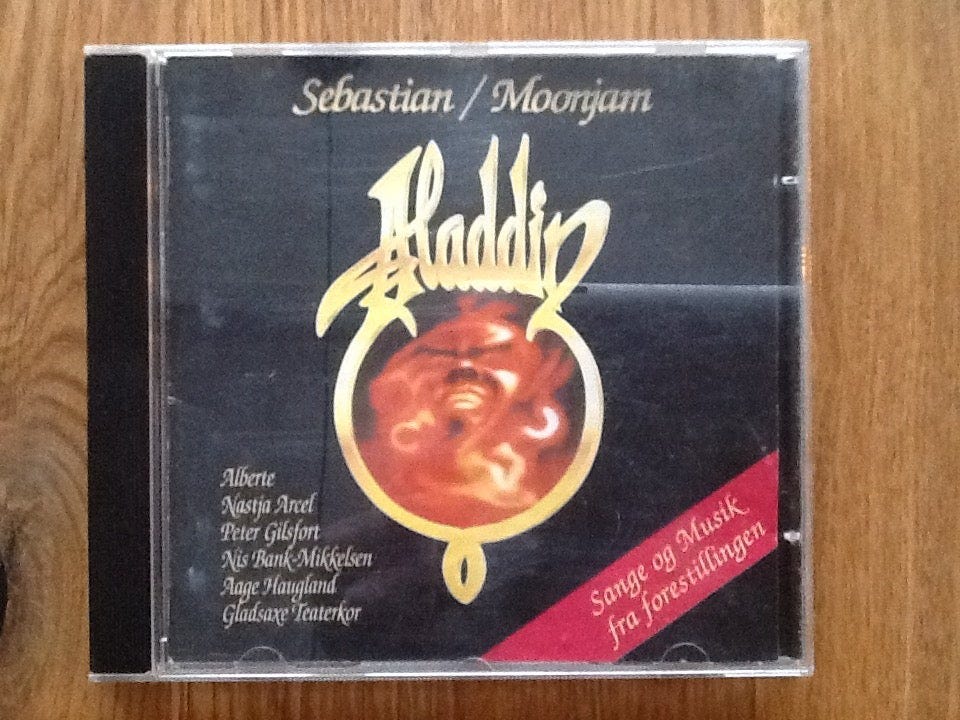 Sebastian / Moonjam
Aladdin
Alberte
Nastja Arcel
Peter Gilsfort
Nis Bank-Mikkelsen
Aage Haugland
Gladsaxe Teaterkor
Sange og Musik
fra forestillingen